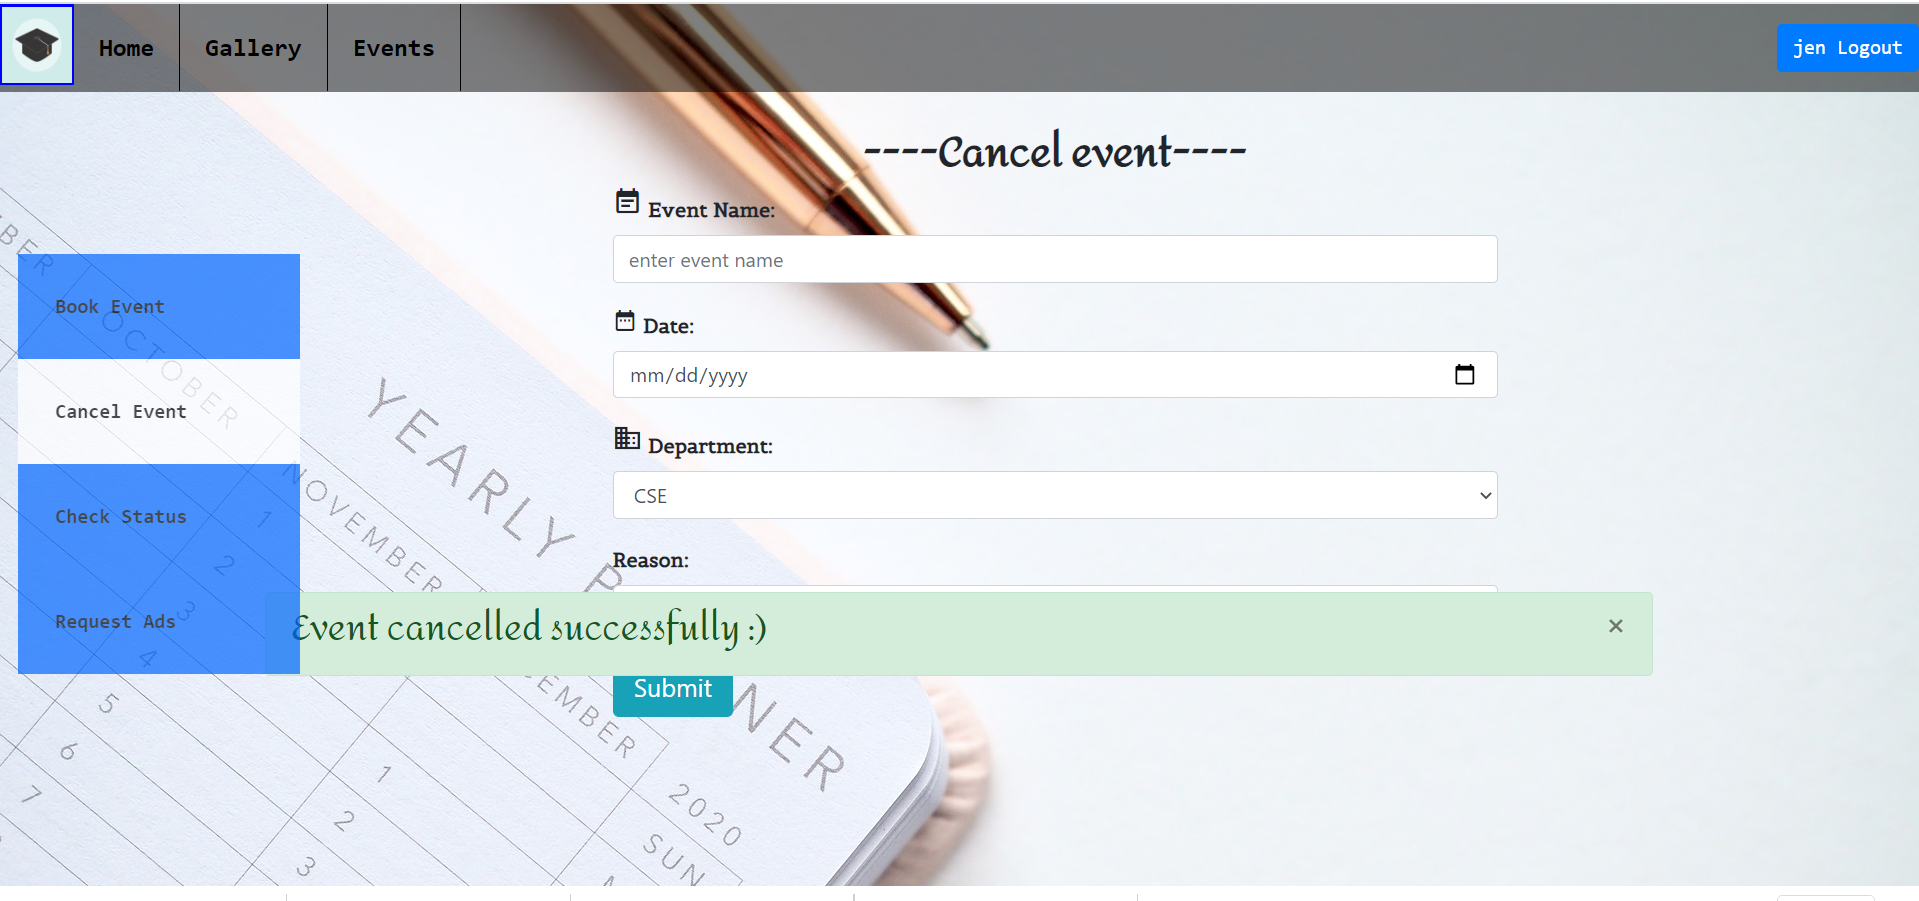 Home Gallery Events jen Logout
----Cancel event----
Event Name:
enter event name
Date:
mm/dd/yyyy
Department:
CSE
Reason:
Event cancelled successfully :) ×
Submit
Book Event
Cancel Event
Check Status
Request Ads
OCTOBER
NOVEMBER
YEARLY P
NNER
2020
SUN
1
2
3
4
5
6
7
1
2
3